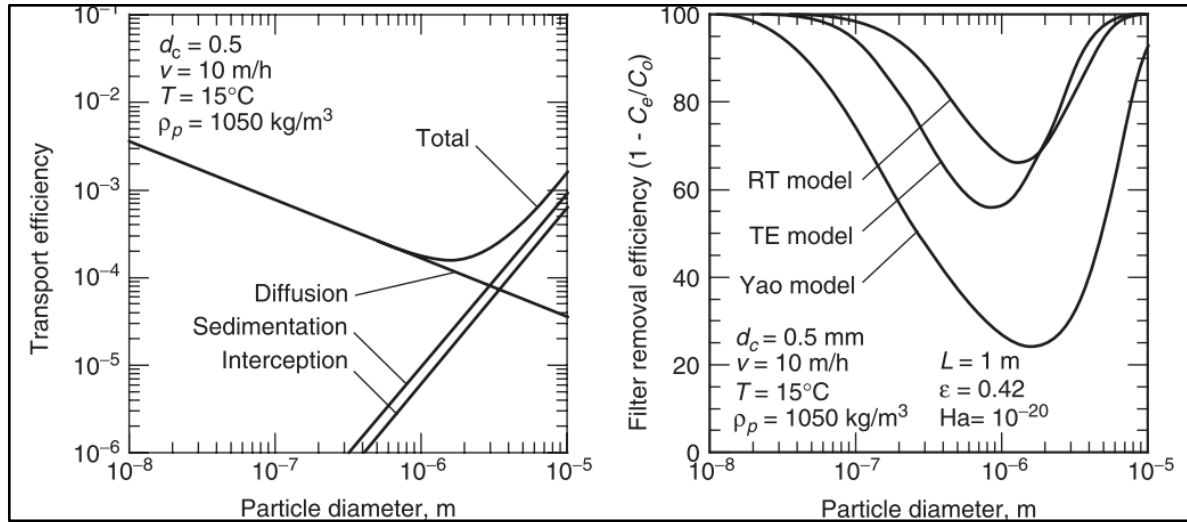 Transport efficiency
10⁻¹
10⁻²
10⁻³
10⁻⁴
10⁻⁵
10⁻⁶
d_c = 0.5
v = 10 m/h
T = 15°C
ρ_p = 1050 kg/m³
Total
Diffusion
Sedimentation
Interception
10⁻⁸
10⁻⁷
10⁻⁶
10⁻⁵
Particle diameter, m
Filter removal efficiency (1 - C_e/C_o)
100
80
60
40
20
0
RT model
TE model
Yao model
d_c = 0.5 mm
v = 10 m/h
T = 15°C
ρ_p = 1050 kg/m³
L = 1 m
ε = 0.42
Ha= 10⁻²⁰
10⁻⁸
10⁻⁷
10⁻⁶
10⁻⁵
Particle diameter, m